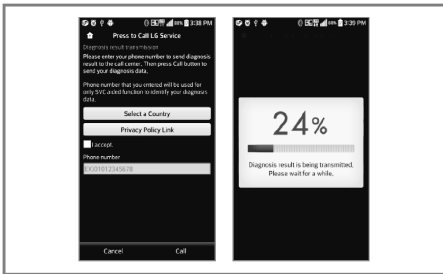 88% 3:38 PM
Press to Call LG Service
Diagnosis result transmission
Please enter your phone number to send diagnosis
result to the call center. Then press Call button to
send your diagnosis data.
Phone number that you entered will be used for
only SVC aided function to identify your diagnosis
data.
Select a Country
Privacy Policy Link
I accept.
Phone number
EX)01012345678
Cancel
Call
88% 3:39 PM
24%
Diagnosis result is being transmitted.
Please wait for a while.